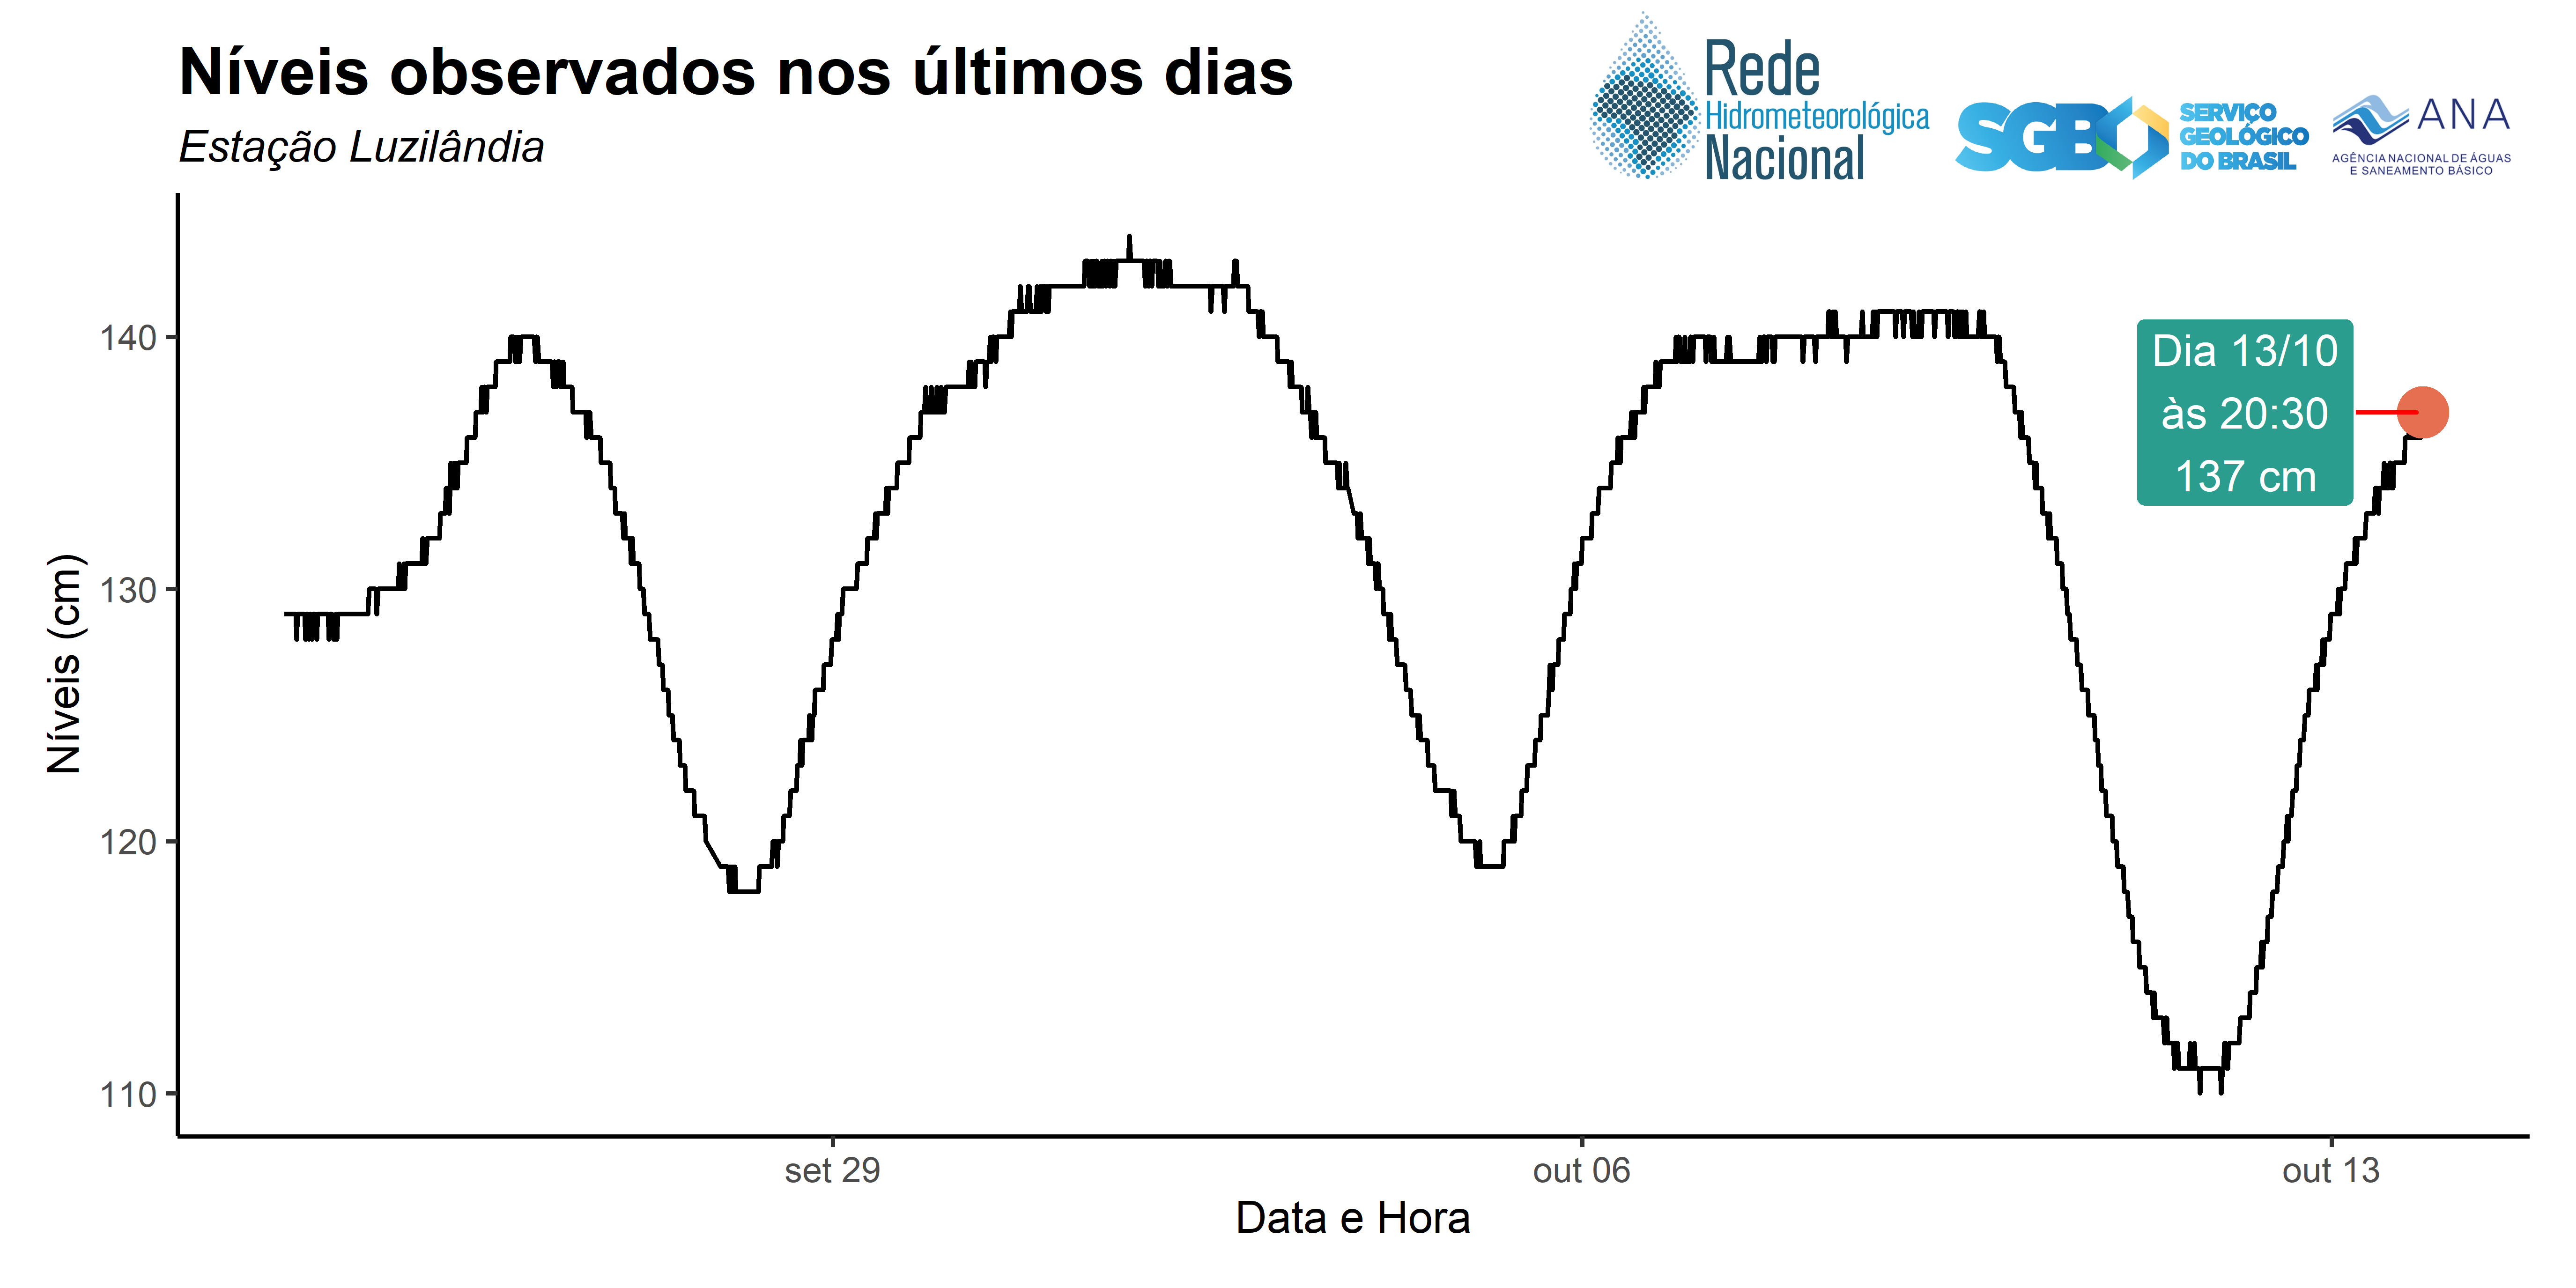 Níveis observados nos últimos dias
Estação Luzilândia
Rede
Hidrometeorológica
Nacional
SGB
SERVIÇO
GEOLÓGICO
DO BRASIL
ANA
AGÊNCIA NACIONAL DE ÁGUAS
E SANEAMENTO BÁSICO
Níveis (cm)
140
130
120
110
Dia 13/10
às 20:30
137 cm
set 29
out 06
out 13
Data e Hora